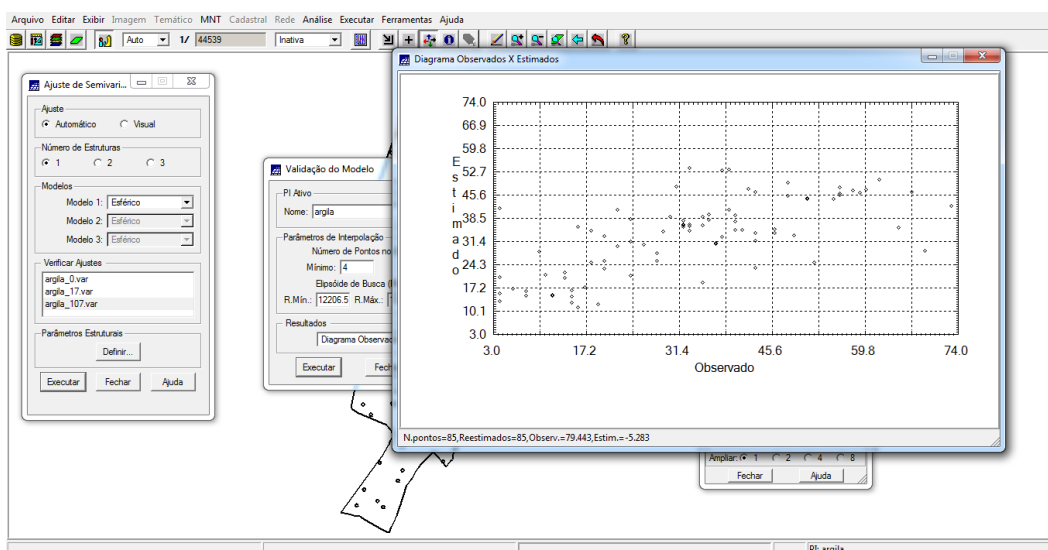 Arquivo Editar Exibir Imagem Temático MNT Cadastral Rede Análise Executar Ferramentas Ajuda
Auto 1/ 44539 Inativa
Ajuste de Semivari...
Ajuste
Automático Visual
Número de Estruturas
1 2 3
Modelos
Modelo 1: Esférico
Modelo 2: Esférico
Modelo 3: Esférico
Verificar Ajustes
argila_0.var
argila_17.var
argila_107.var
Parâmetros Estruturais
Definir...
Executar Fechar Ajuda
Validação do Modelo
PI Ativo
Nome: argila
Parâmetros de Interpolação
Número de Pontos no
Mínimo: 4
Elipsóide de Busca
R.Mín.: 12206.5 R.Máx.:
Resultados
Diagrama Observad
Executar Fech
Diagrama Observados X Estimados
Estimado
74.0
66.9
59.8
52.7
45.6
38.5
31.4
24.3
17.2
10.1
3.0
3.0 17.2 31.4 45.6 59.8 74.0
Observado
N.pontos=85,Reestimados=85,Observ.=79.443,Estim.=-5.283
Ampliar: 1 2 4 8
Fechar Ajuda
PI: argila